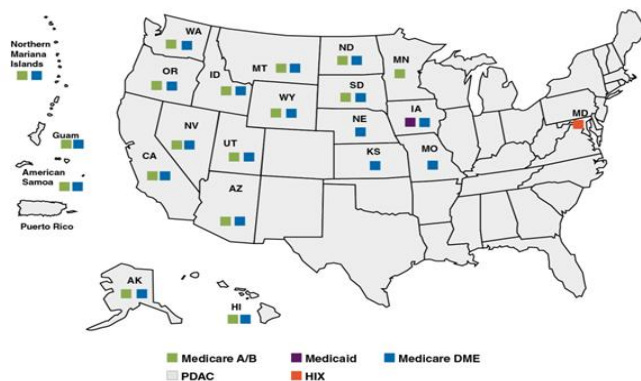 Northern
Mariana
Islands
Guam
American
Samoa
Puerto Rico
WA
OR
ID
MT
WY
ND
SD
MN
NE
IA
KS
MO
NV
UT
CA
AZ
MD
AK
HI
Medicare A/B
Medicaid
Medicare DME
PDAC
HIX